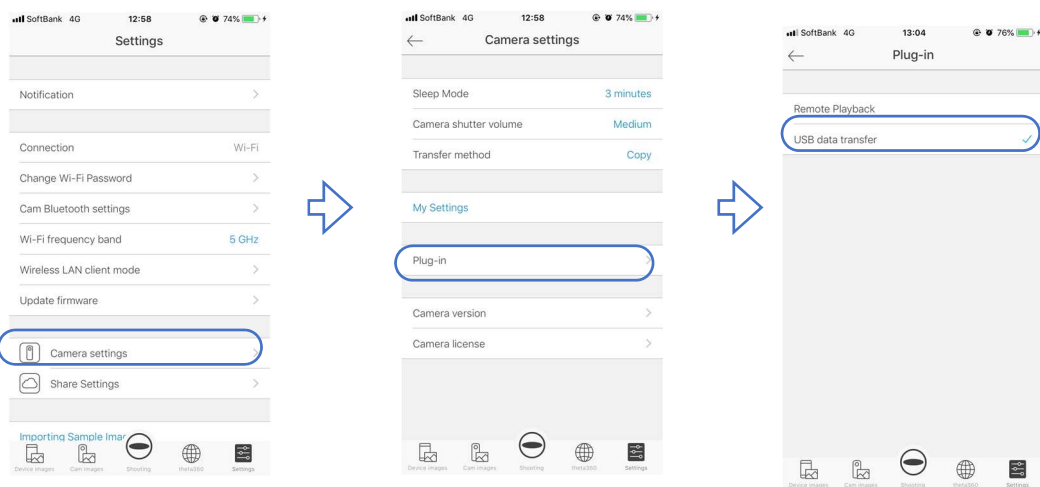 SoftBank 4G 12:58 74%
Settings
Notification
Connection Wi-Fi
Change Wi-Fi Password
Cam Bluetooth settings
Wi-Fi frequency band 5 GHz
Wireless LAN client mode
Update firmware
Camera settings
Share Settings
Importing Sample Imag
Device images Cam images Shooting theta360 Settings
SoftBank 4G 12:58 74%
Camera settings
Sleep Mode 3 minutes
Camera shutter volume Medium
Transfer method Copy
My Settings
Plug-in
Camera version
Camera license
Device images Cam images Shooting theta360 Settings
SoftBank 4G 13:04 76%
Plug-in
Remote Playback
USB data transfer
Device images Cam images Shooting theta360 Settings